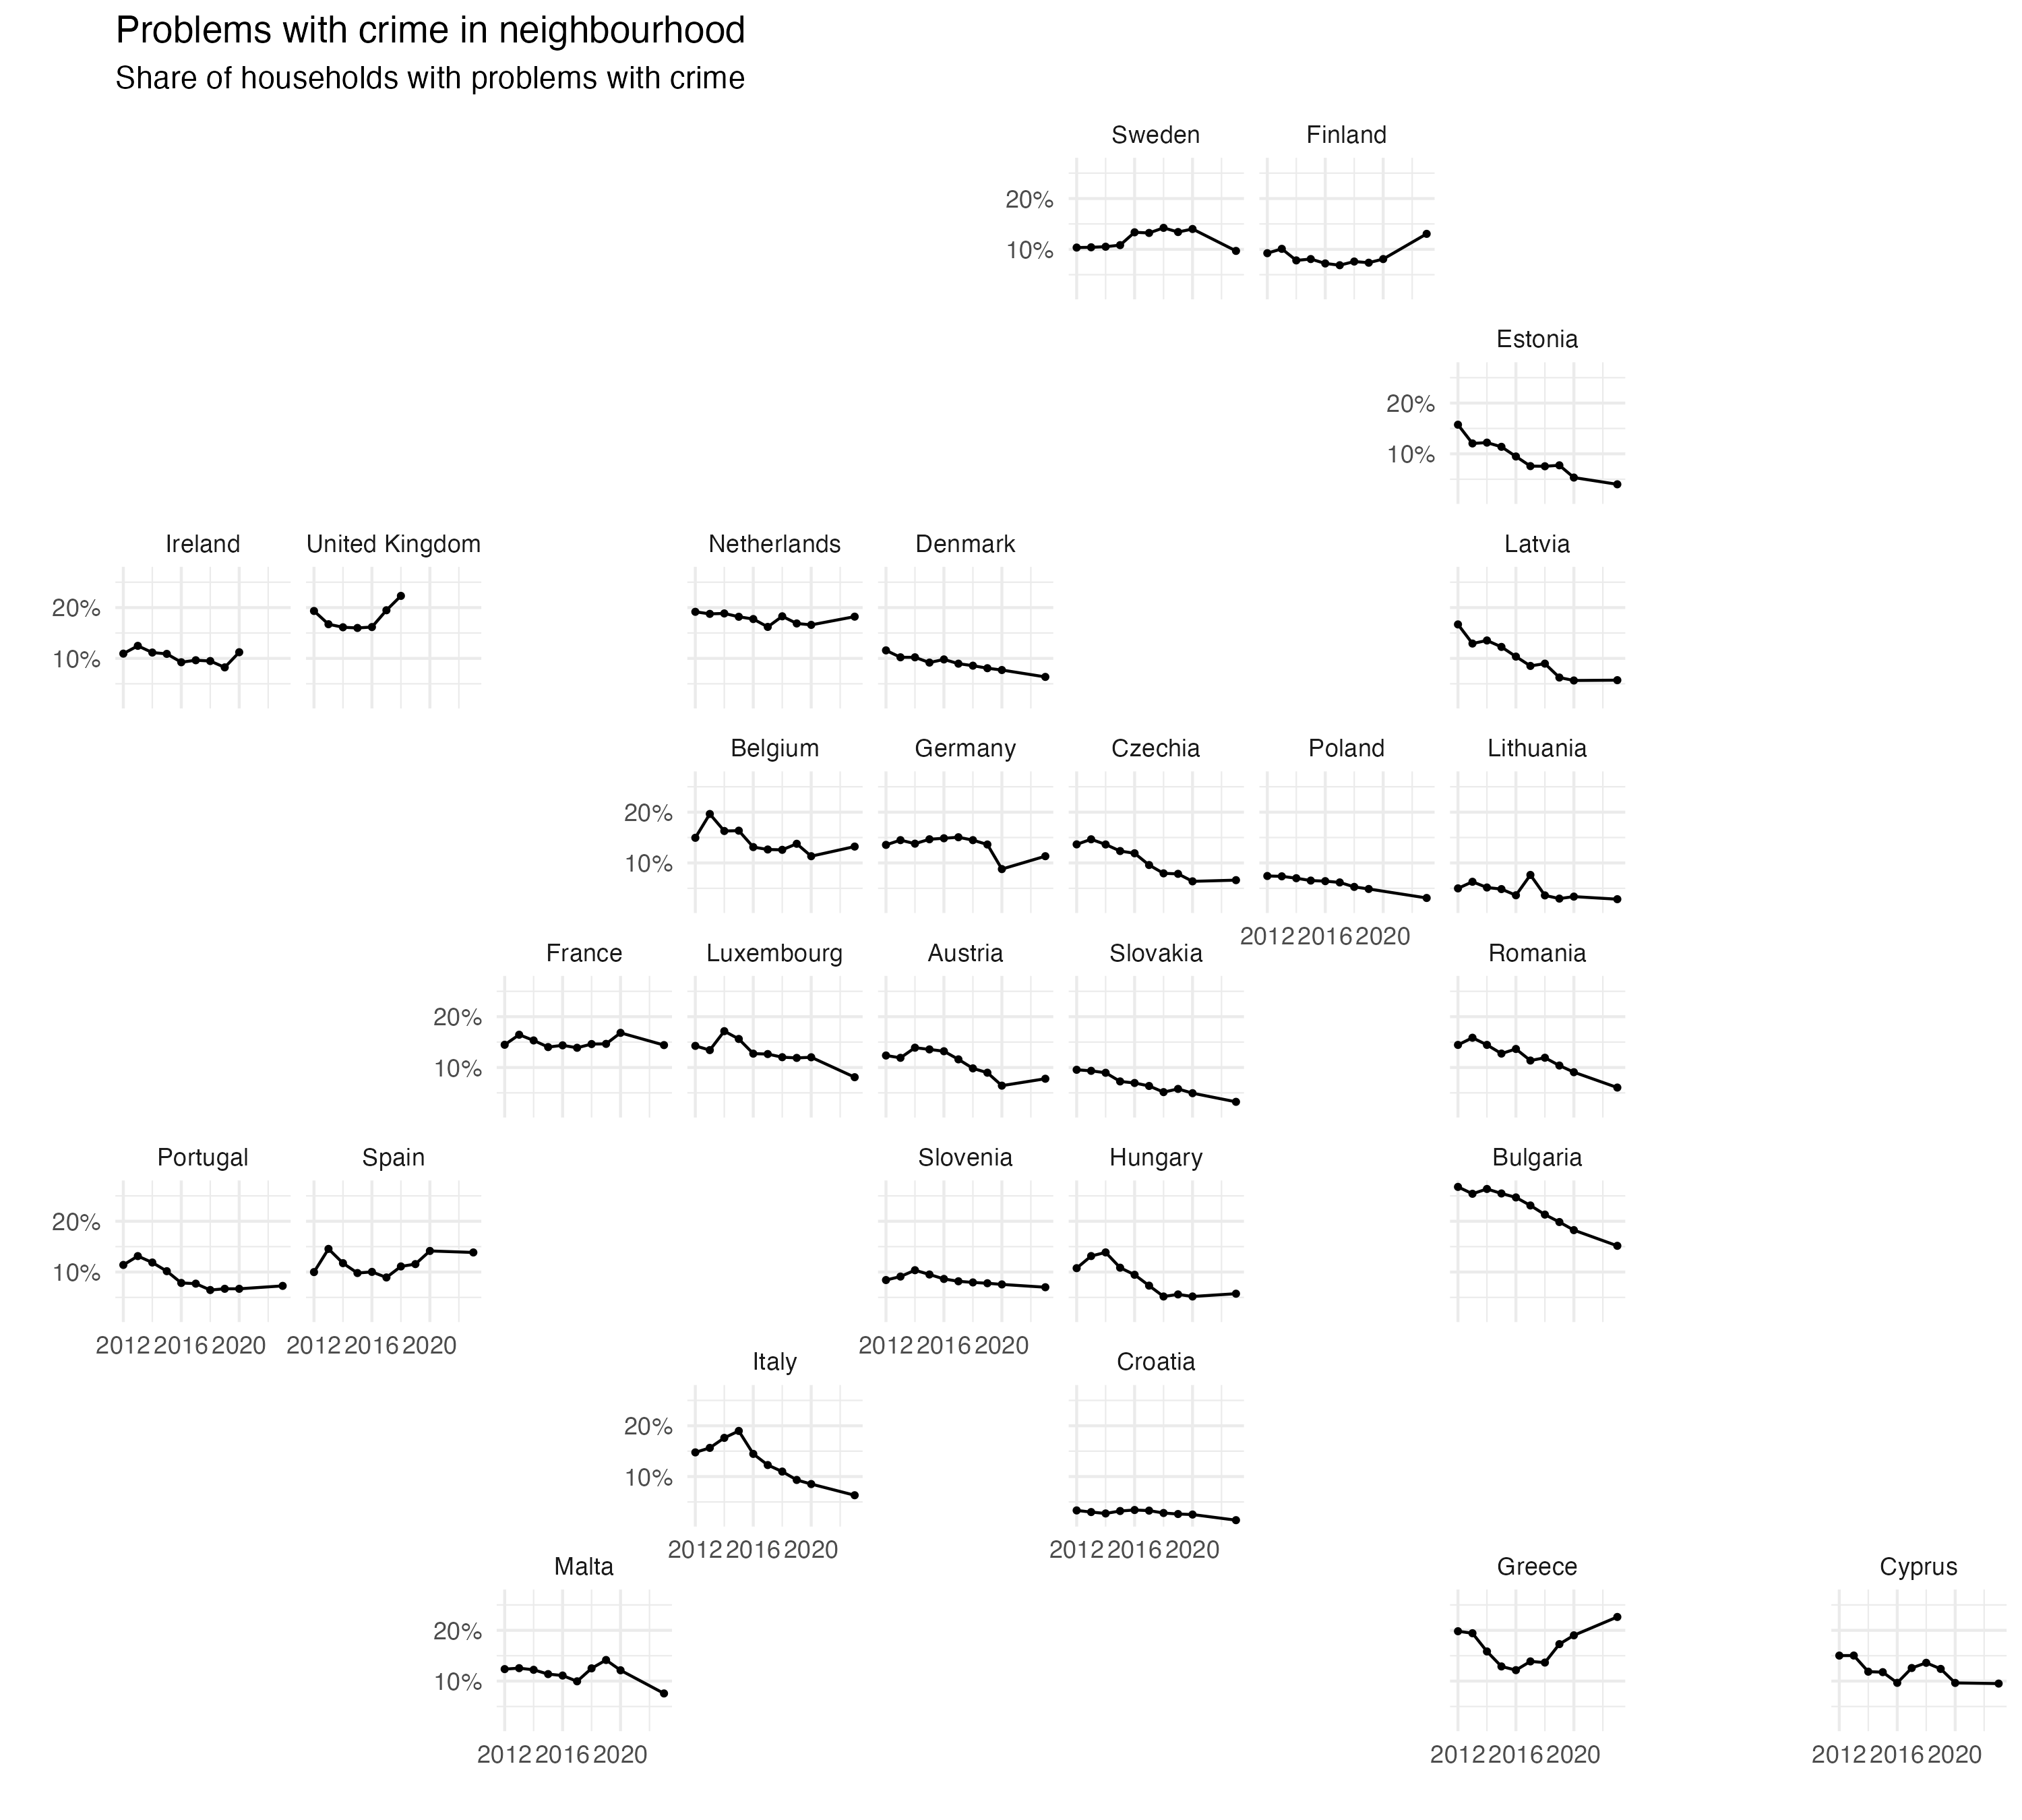 Problems with crime in neighbourhood
Share of households with problems with crime
Sweden Finland
20%
10%
Estonia
20%
10%
Ireland United Kingdom Netherlands Denmark Latvia
20%
10%
Belgium Germany Czechia Poland Lithuania
20%
10%
2012 2016 2020
France Luxembourg Austria Slovakia Romania
20%
10%
Portugal Spain Slovenia Hungary Bulgaria
20%
10%
2012 2016 2020 2012 2016 2020 2012 2016 2020
Italy Croatia
20%
10%
2012 2016 2020 2012 2016 2020
Malta Greece Cyprus
20%
10%
2012 2016 2020 2012 2016 2020 2012 2016 2020